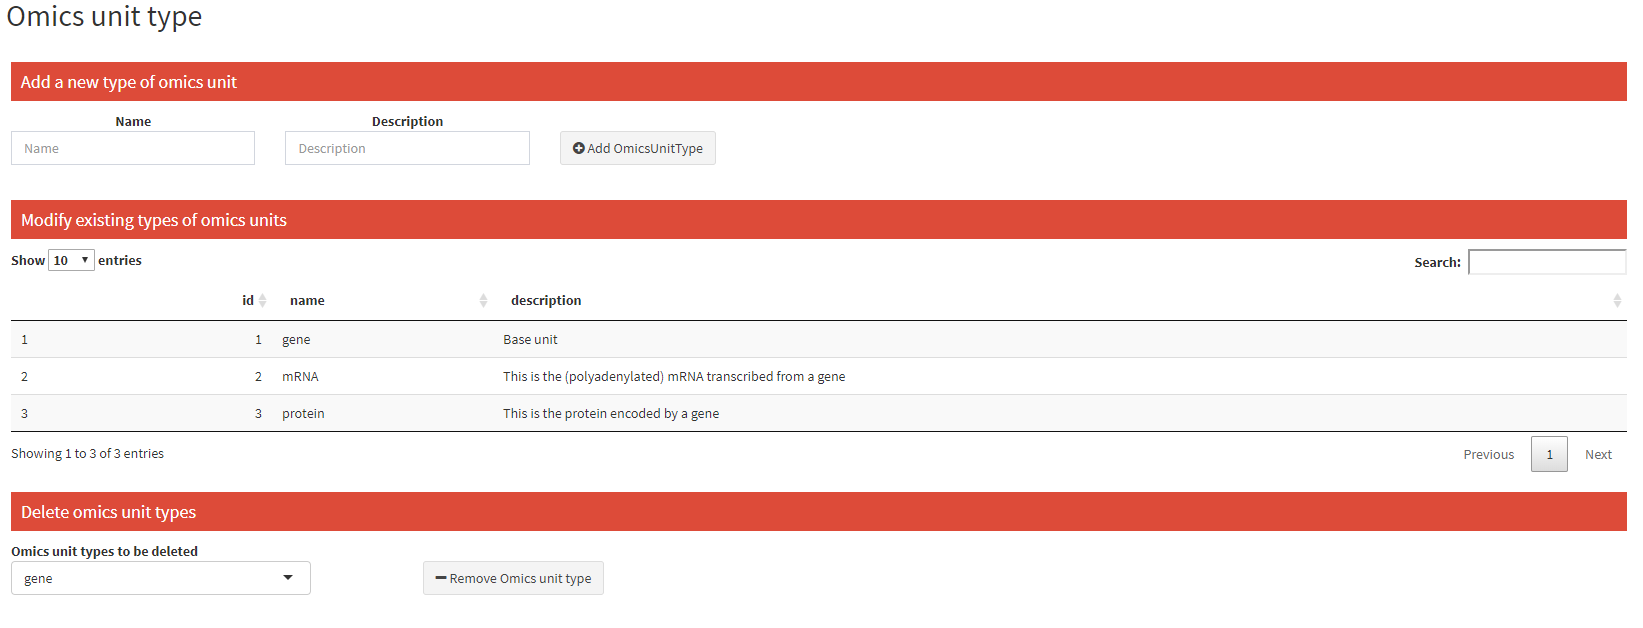 Omics unit type
Add a new type of omics unit
Name Description
Name Description Add OmicsUnitType
Modify existing types of omics units
Show 10 entries Search:
id name description
1 1 gene Base unit
2 2 mRNA This is the (polyadenylated) mRNA transcribed from a gene
3 3 protein This is the protein encoded by a gene
Showing 1 to 3 of 3 entries Previous 1 Next
Delete omics unit types
Omics unit types to be deleted
gene Remove Omics unit type